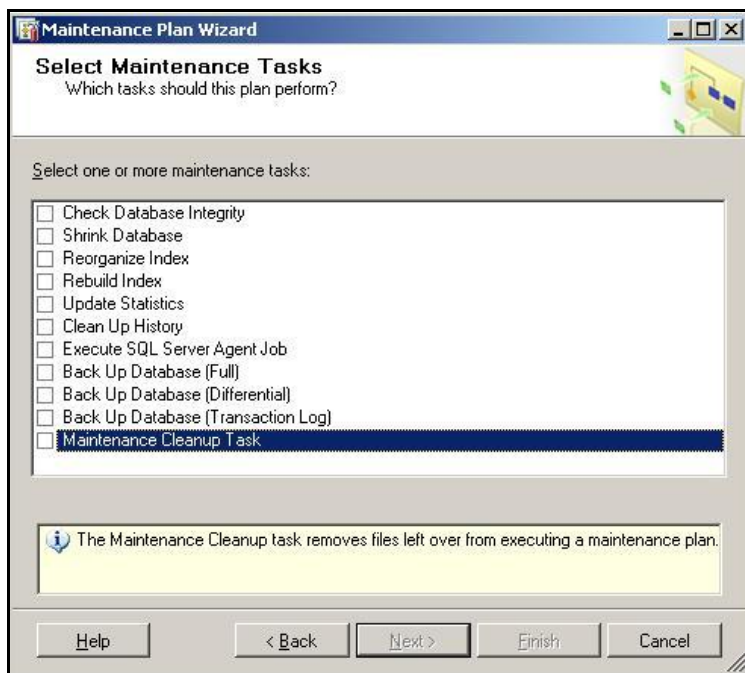 Maintenance Plan Wizard
Select Maintenance Tasks
Which tasks should this plan perform?
Select one or more maintenance tasks:
Check Database Integrity
Shrink Database
Reorganize Index
Rebuild Index
Update Statistics
Clean Up History
Execute SQL Server Agent Job
Back Up Database (Full)
Back Up Database (Differential)
Back Up Database (Transaction Log)
Maintenance Cleanup Task
The Maintenance Cleanup task removes files left over from executing a maintenance plan.
Help < Back Next > Finish Cancel